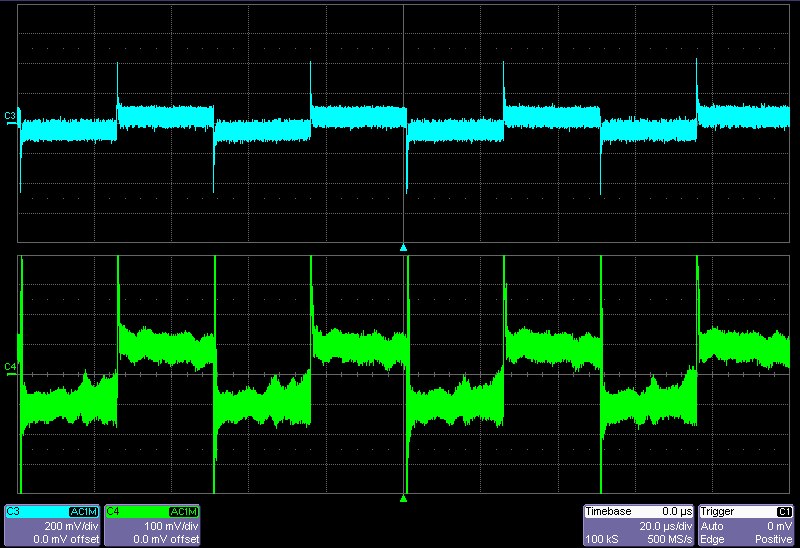 C3
C4
C3 AC1M
200 mV/div
0.0 mV offset
C4 AC1M
100 mV/div
0.0 mV offset
Timebase 0.0 µs
20.0 µs/div
100 kS 500 MS/s
Trigger C1
Auto 0 mV
Edge Positive